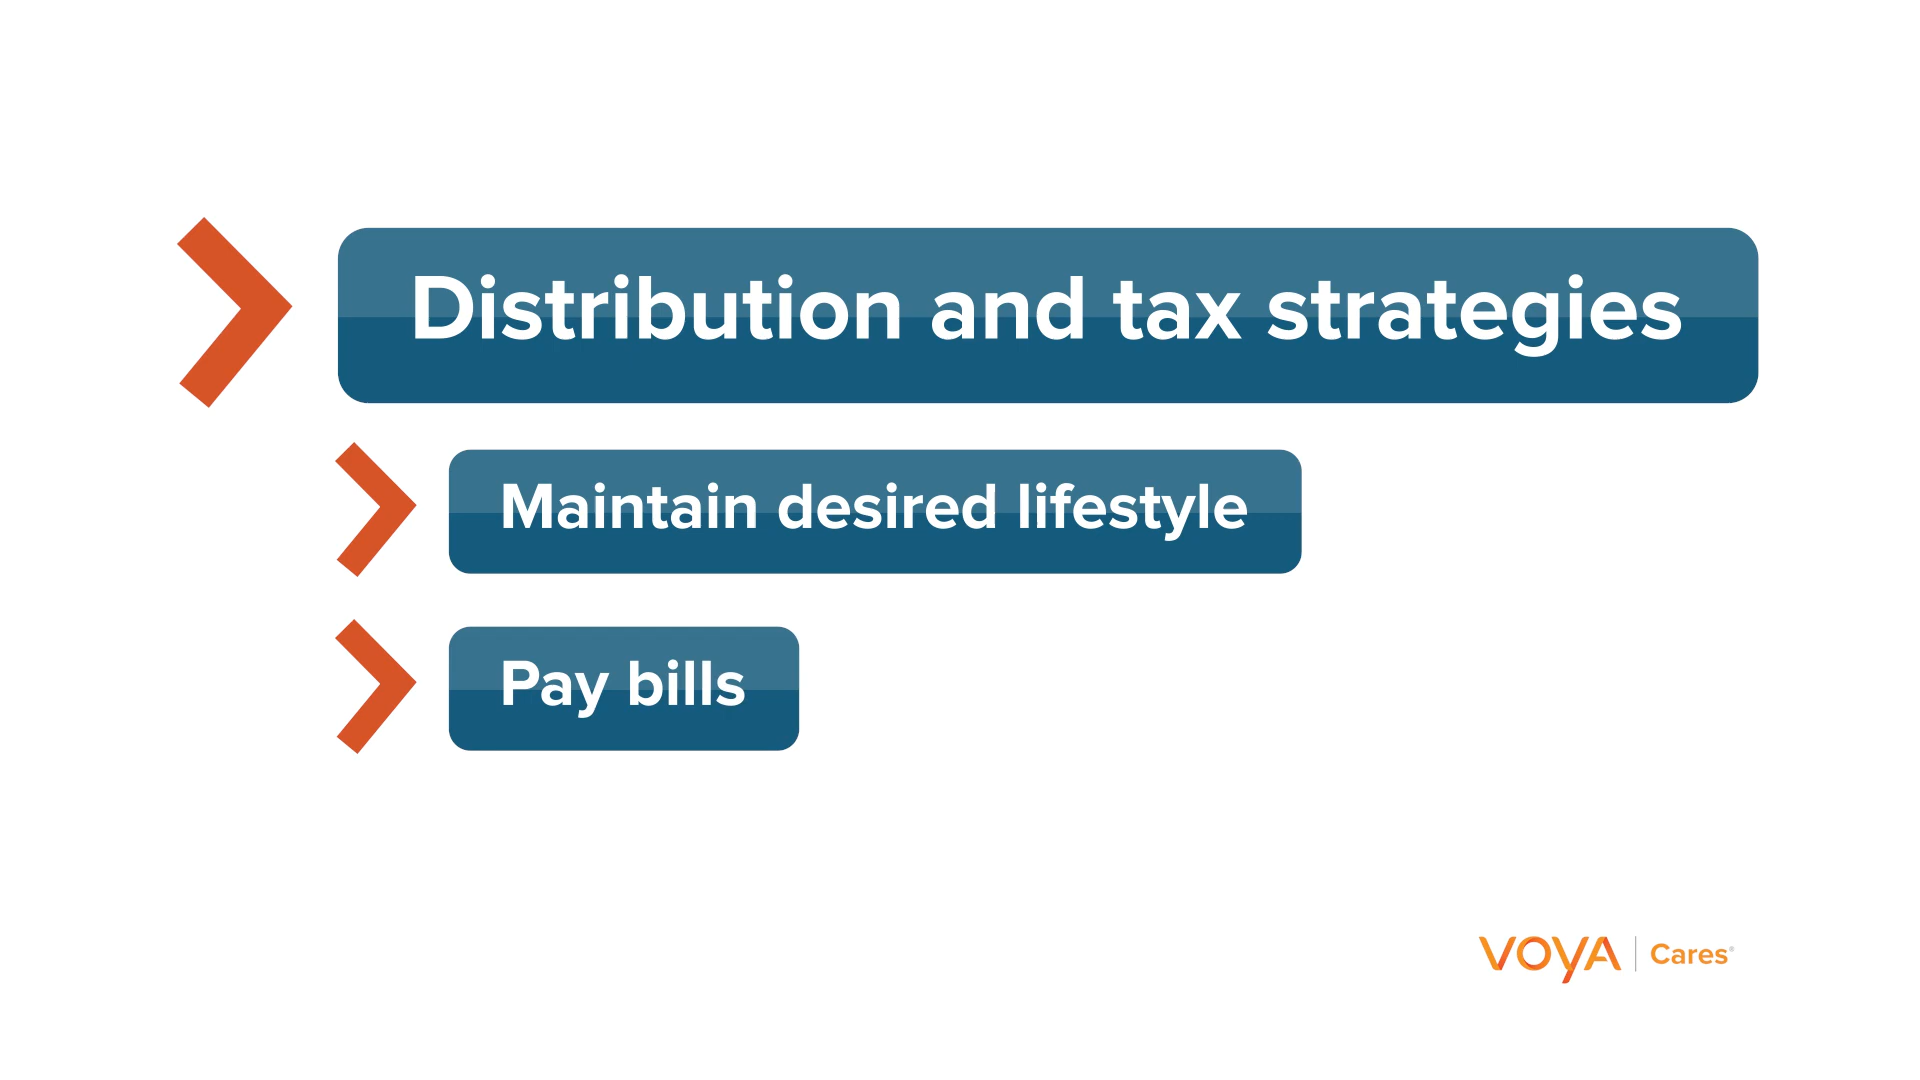 Distribution and tax strategies
Maintain desired lifestyle
Pay bills
VOYA | Cares®